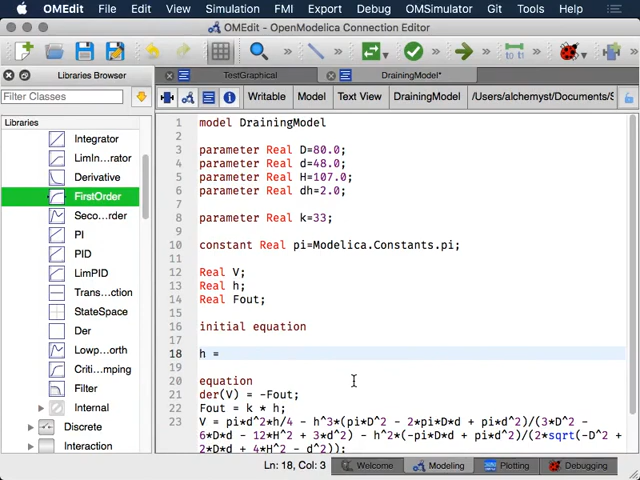 OMEdit File Edit View Simulation FMI Export Debug OMSimulator Git Tools Help
OMEdit - OpenModelica Connection Editor
Libraries Browser
TestGraphical
DrainingModel*
Filter Classes
Writable
Model
Text View
DrainingModel
/Users/alchemyst/Documents/S
Libraries
Integrator
LimIn...rator
Derivative
FirstOrder
Seco...rder
PI
PID
LimPID
Trans...ction
StateSpace
Der
Lowp...orth
Criti...mping
Filter
Internal
Discrete
Interaction
1 model DrainingModel
2
3 parameter Real D=80.0;
4 parameter Real d=48.0;
5 parameter Real H=107.0;
6 parameter Real dh=2.0;
7
8 parameter Real k=33;
9
10 constant Real pi=Modelica.Constants.pi;
11
12 Real V;
13 Real h;
14 Real Fout;
15
16 initial equation
17
18 h =
19
20 equation
21 der(V) = -Fout;
22 Fout = k * h;
23 V = pi*d^2*h/4 - h^3*(pi*D^2 - 2*pi*D*d + pi*d^2)/(3*D^2 -
6*D*d - 12*H^2 + 3*d^2) - h^2*(-pi*D*d + pi*d^2)/(2*sqrt(-D^2 +
2*D*d + 4*H^2 - d^2));
Ln: 18, Col: 3
Welcome
Modeling
Plotting
Debugging